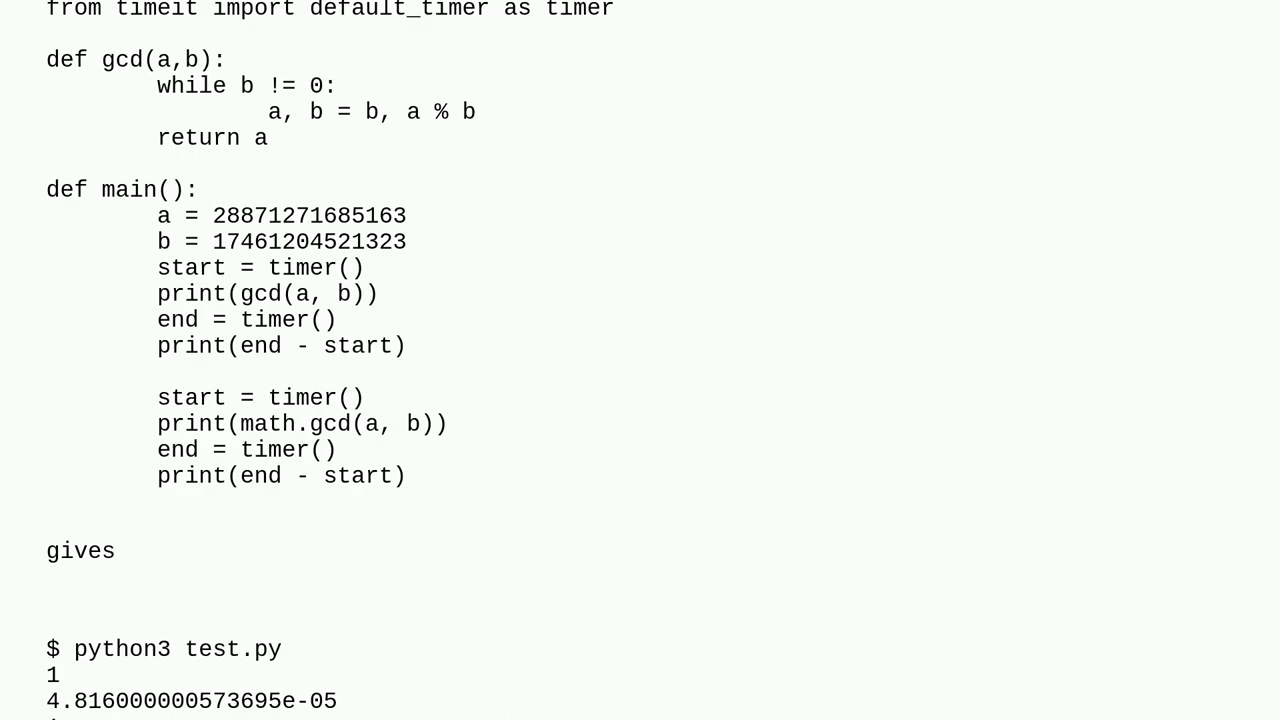 from timeit import default_timer as timer
def gcd(a,b):
while b != 0:
a, b = b, a % b
return a
def main():
a = 28871271685163
b = 17461204521323
start = timer()
print(gcd(a, b))
end = timer()
print(end - start)
start = timer()
print(math.gcd(a, b))
end = timer()
print(end - start)
gives
$ python3 test.py
1
4.816000000573695e-05